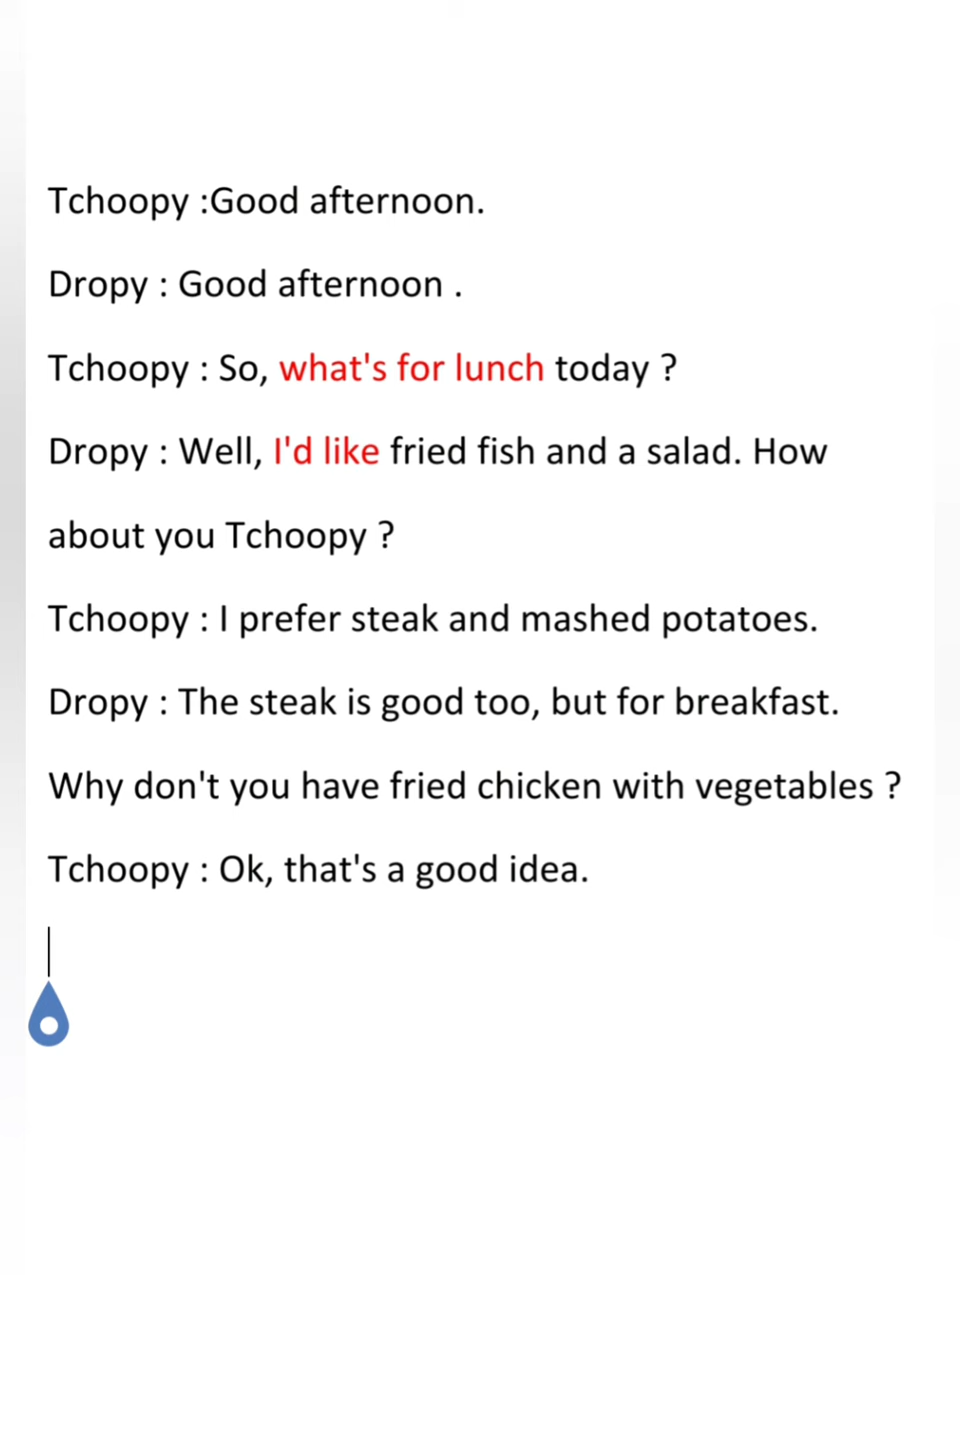 Tchoopy :Good afternoon.
Dropy : Good afternoon .
Tchoopy : So, what's for lunch today ?
Dropy : Well, I'd like fried fish and a salad. How
about you Tchoopy ?
Tchoopy : I prefer steak and mashed potatoes.
Dropy : The steak is good too, but for breakfast.
Why don't you have fried chicken with vegetables ?
Tchoopy : Ok, that's a good idea.